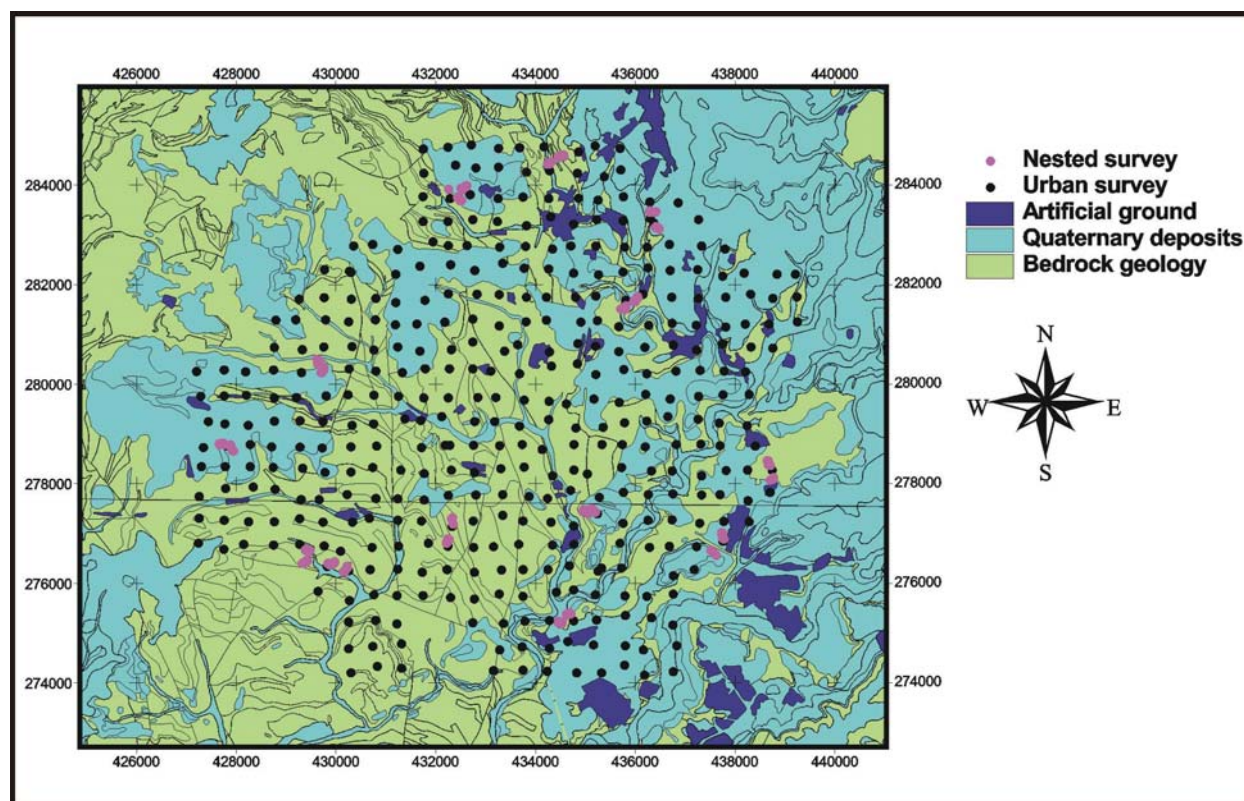 426000 428000 430000 432000 434000 436000 438000 440000
284000 284000
282000 282000
280000 280000
278000 278000
276000 276000
274000 274000
426000 428000 430000 432000 434000 436000 438000 440000
Nested survey
Urban survey
Artificial ground
Quaternary deposits
Bedrock geology
N
W E
S